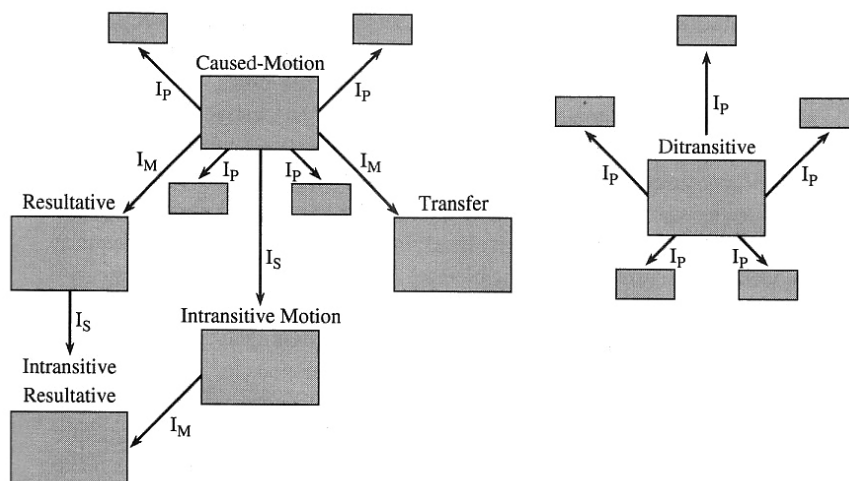 Caused-Motion
I_P
I_P
I_M
I_P
I_P
I_M
Resultative
Transfer
I_S
I_S
Intransitive Motion
Intransitive
Resultative
I_M
Ditransitive
I_P
I_P
I_P
I_P
I_P